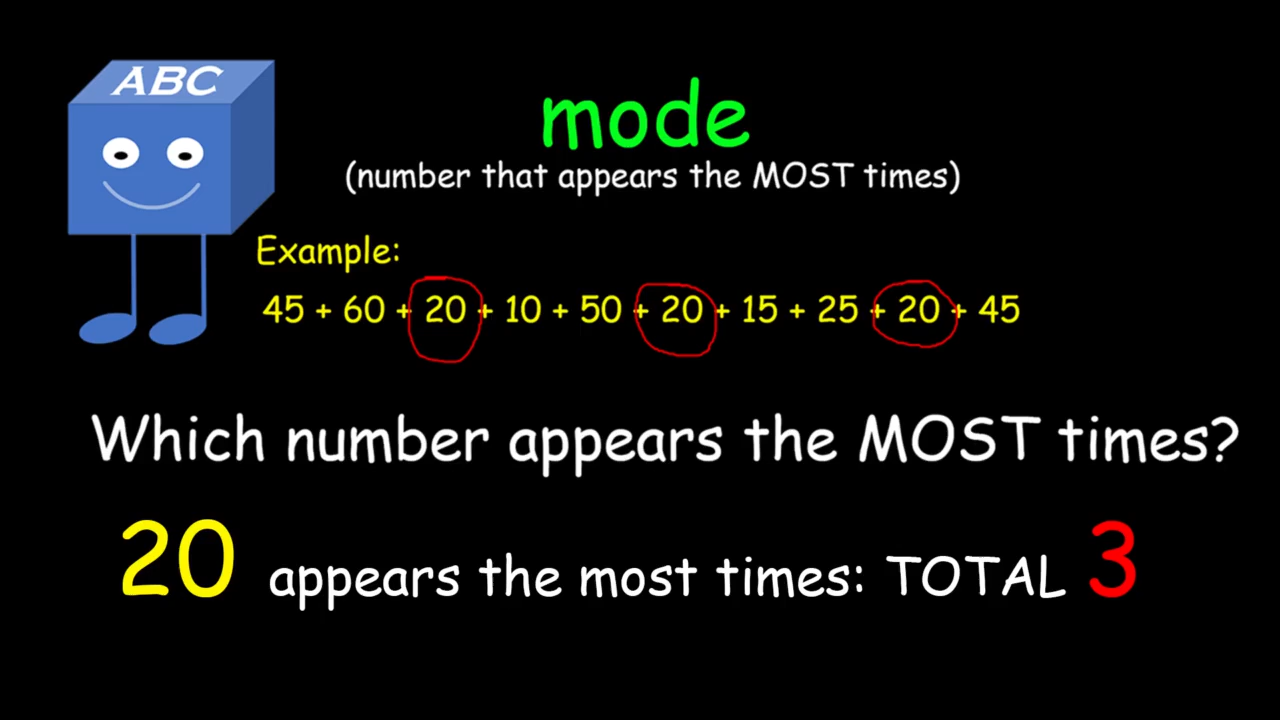 ABC
mode
(number that appears the MOST times)
Example:
45 + 60 + 20 + 10 + 50 + 20 + 15 + 25 + 20 + 45
Which number appears the MOST times?
20 appears the most times: TOTAL 3